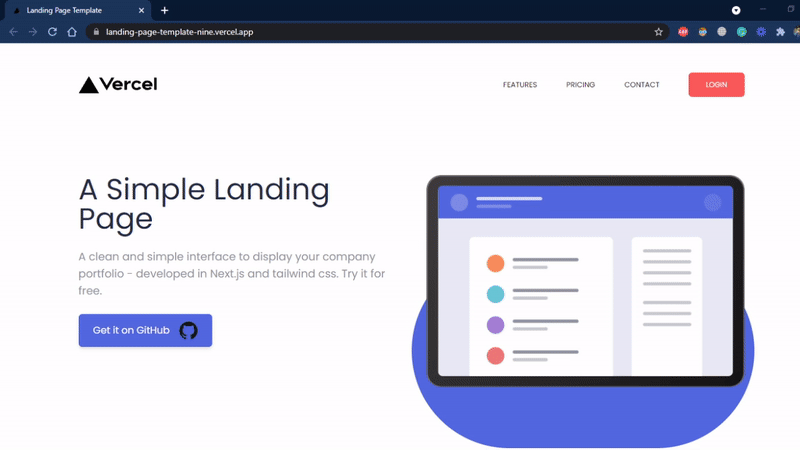 Landing Page Template
landing-page-template-nine.vercel.app
Vercel
FEATURES
PRICING
CONTACT
LOGIN
A Simple Landing
Page
A clean and simple interface to display your company
portfolio - developed in Next.js and tailwind css. Try it for
free.
Get it on GitHub